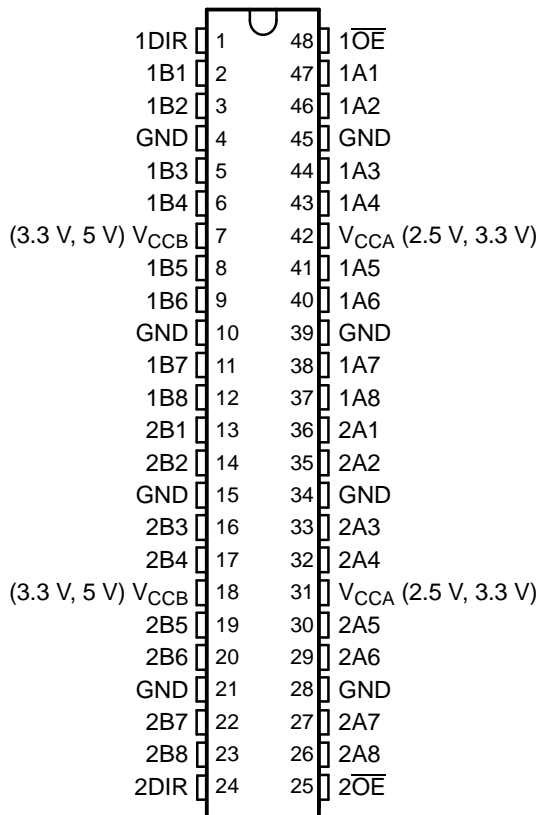 1DIR 1 48 1O̅E̅
1B1 2 47 1A1
1B2 3 46 1A2
GND 4 45 GND
1B3 5 44 1A3
1B4 6 43 1A4
(3.3 V, 5 V) VCCB 7 42 VCCA (2.5 V, 3.3 V)
1B5 8 41 1A5
1B6 9 40 1A6
GND 10 39 GND
1B7 11 38 1A7
1B8 12 37 1A8
2B1 13 36 2A1
2B2 14 35 2A2
GND 15 34 GND
2B3 16 33 2A3
2B4 17 32 2A4
(3.3 V, 5 V) VCCB 18 31 VCCA (2.5 V, 3.3 V)
2B5 19 30 2A5
2B6 20 29 2A6
GND 21 28 GND
2B7 22 27 2A7
2B8 23 26 2A8
2DIR 24 25 2O̅E̅